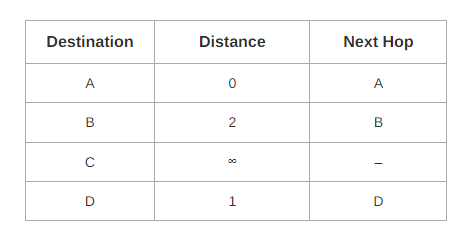 Destination Distance Next Hop
A 0 A
B 2 B
C ∞ –
D 1 D